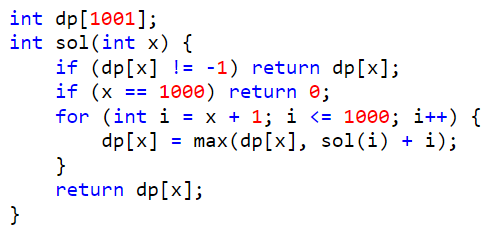 int dp[1001];
int sol(int x) {
    if (dp[x] != -1) return dp[x];
    if (x == 1000) return 0;
    for (int i = x + 1; i <= 1000; i++) {
        dp[x] = max(dp[x], sol(i) + i);
    }
    return dp[x];
}